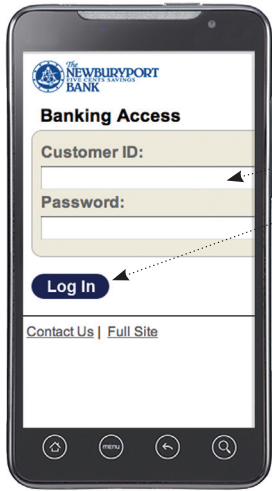 The
NEWBURYPORT
FIVE CENTS SAVINGS
BANK
Banking Access
Customer ID:
Password:
Log In
Contact Us | Full Site
MENU